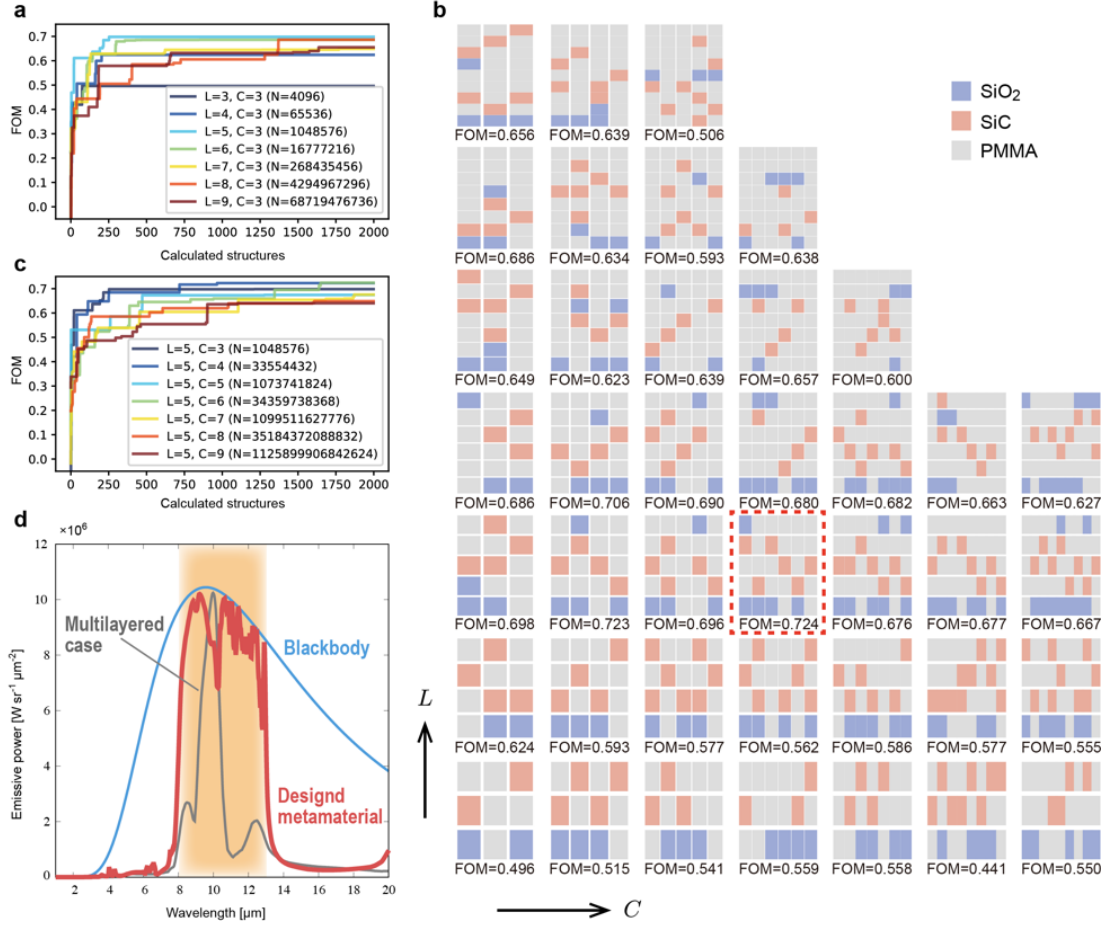 a
0.7
0.6
0.5
0.4
0.3
0.2
0.1
0.0
FOM
L=3, C=3 (N=4096)
L=4, C=3 (N=65536)
L=5, C=3 (N=1048576)
L=6, C=3 (N=16777216)
L=7, C=3 (N=268435456)
L=8, C=3 (N=4294967296)
L=9, C=3 (N=68719476736)
0 250 500 750 1000 1250 1500 1750 2000
Calculated structures
c
0.7
0.6
0.5
0.4
0.3
0.2
0.1
0.0
FOM
L=5, C=3 (N=1048576)
L=5, C=4 (N=33554432)
L=5, C=5 (N=1073741824)
L=5, C=6 (N=34359738368)
L=5, C=7 (N=1099511627776)
L=5, C=8 (N=35184372088832)
L=5, C=9 (N=1125899906842624)
0 250 500 750 1000 1250 1500 1750 2000
Calculated structures
d
×10⁶
12
10
8
6
4
2
0
Emissive power [W sr⁻¹ μm⁻²]
Multilayered
case
Blackbody
Designd
metamaterial
2 4 6 8 10 12 14 16 18 20
Wavelength [μm]
b
SiO₂
SiC
PMMA
FOM=0.656 FOM=0.639 FOM=0.506
FOM=0.686 FOM=0.634 FOM=0.593 FOM=0.638
FOM=0.649 FOM=0.623 FOM=0.639 FOM=0.657 FOM=0.600
FOM=0.686 FOM=0.706 FOM=0.690 FOM=0.680 FOM=0.682 FOM=0.663 FOM=0.627
FOM=0.698 FOM=0.723 FOM=0.696 FOM=0.724 FOM=0.676 FOM=0.677 FOM=0.667
FOM=0.624 FOM=0.593 FOM=0.577 FOM=0.562 FOM=0.586 FOM=0.577 FOM=0.555
FOM=0.496 FOM=0.515 FOM=0.541 FOM=0.559 FOM=0.558 FOM=0.441 FOM=0.550
L
C